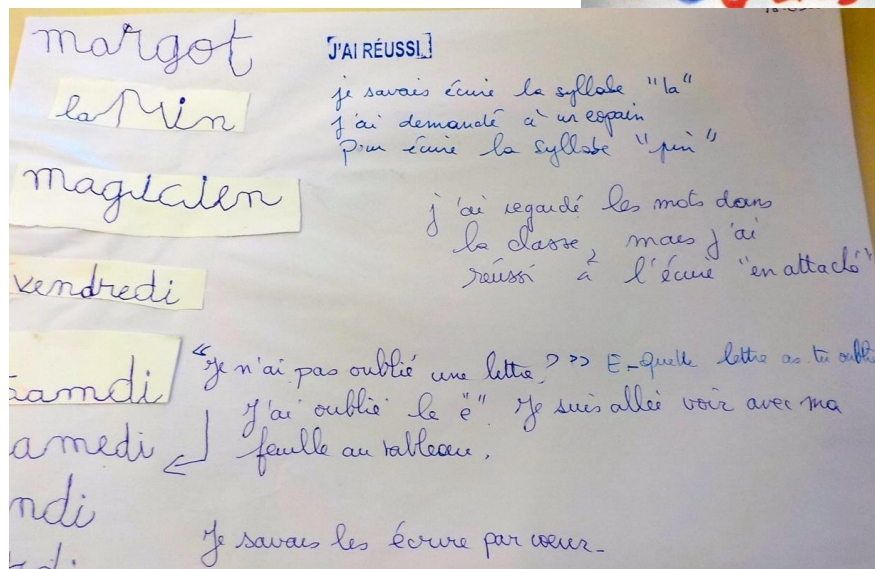 margot
J'AI RÉUSSI
je savais écrire la syllabe "la"
la
j'ai demandé à un copain
pour écrire la syllabe "pin"
magicien
j'ai regardé les mots dans
la classe, mais j'ai
réussi à l'écrire "en attaché"
vendredi
samdi
"Je n'ai pas oublié une lettre?" E-Quelle lettre as tu oublié
J'ai oublié le "e". Je suis allée voir avec ma
feuille au tableau.
amedi
ndi
Je savais les écrire par coeur.